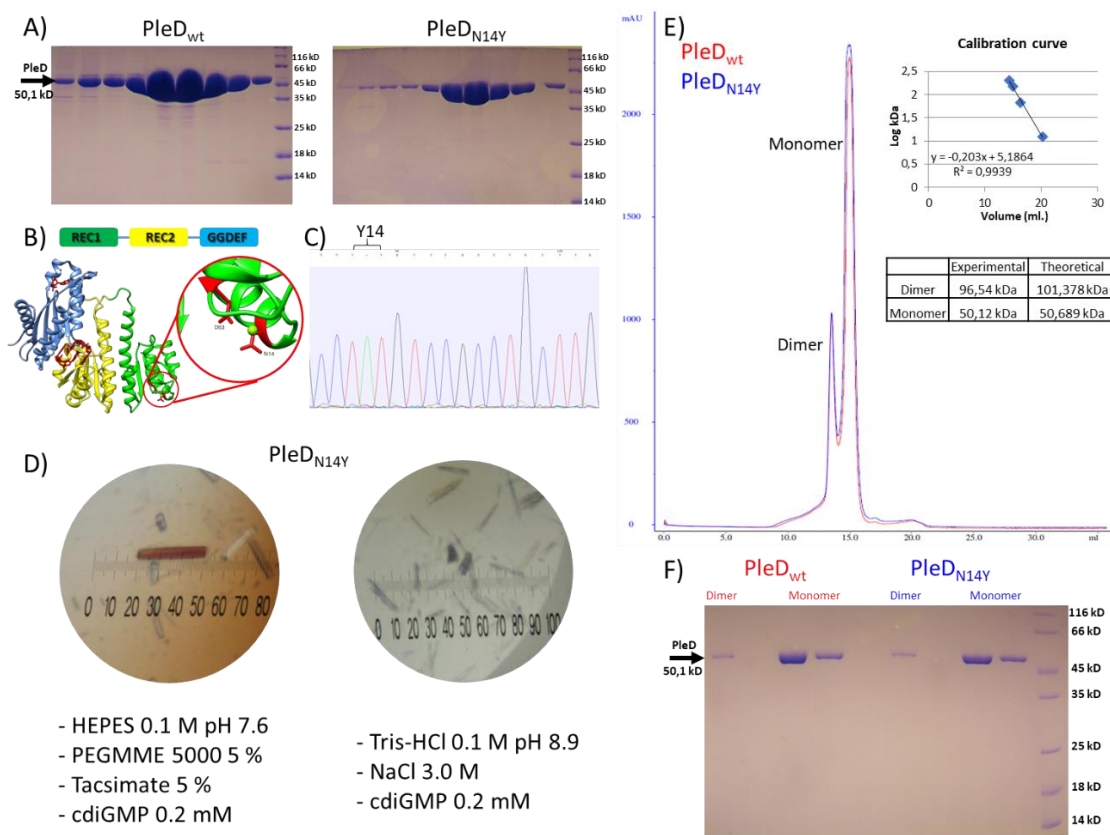 A)
PleDwt
PleDN14Y
PleD
50,1 kD
116 kD
66 kD
45 kD
35 kD
25 kD
18 kD
14 kD
116 kD
66 kD
45 kD
35 kD
25 kD
18 kD
14 kD
B)
REC1 REC2 GGDEF
D53
N14
C)
Y14
D)
PleDN14Y
0 10 20 30 40 50 60 70 80
0 10 20 30 40 50 60 70 80 90 100
- HEPES 0.1 M pH 7.6
- PEGMME 5000 5 %
- Tacsimate 5 %
- cdiGMP 0.2 mM
- Tris-HCl 0.1 M pH 8.9
- NaCl 3.0 M
- cdiGMP 0.2 mM
E)
mAU
PleDwt
PleDN14Y
Monomer
Dimer
2000
1500
1000
500
0
0.0 5.0 10.0 15.0 20.0 25.0 30.0 ml
Calibration curve
Log kDa
2,5
2
1,5
1
0,5
0
y = -0,203x + 5,1864
R² = 0,9939
0 10 20 30
Volume (ml.)
Experimental Theoretical
Dimer 96,54 kDa 101,378 kDa
Monomer 50,12 kDa 50,689 kDa
F)
PleDwt
PleDN14Y
Dimer Monomer Dimer Monomer
PleD
50,1 kD
116 kD
66 kD
45 kD
35 kD
25 kD
18 kD
14 kD